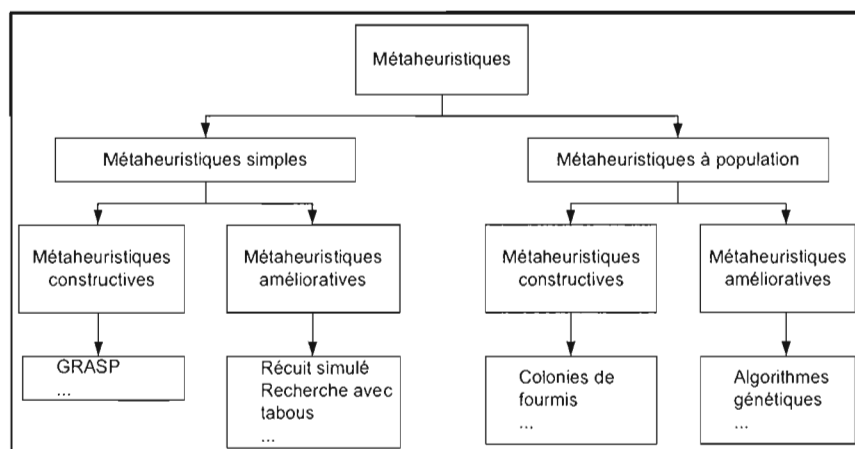 Métaheuristiques
Métaheuristiques simples
Métaheuristiques à population
Métaheuristiques
constructives
Métaheuristiques
amélioratives
Métaheuristiques
constructives
Métaheuristiques
amélioratives
GRASP
...
Récuit simulé
Recherche avec
tabous
...
Colonies de
fourmis
...
Algorithmes
génétiques
...